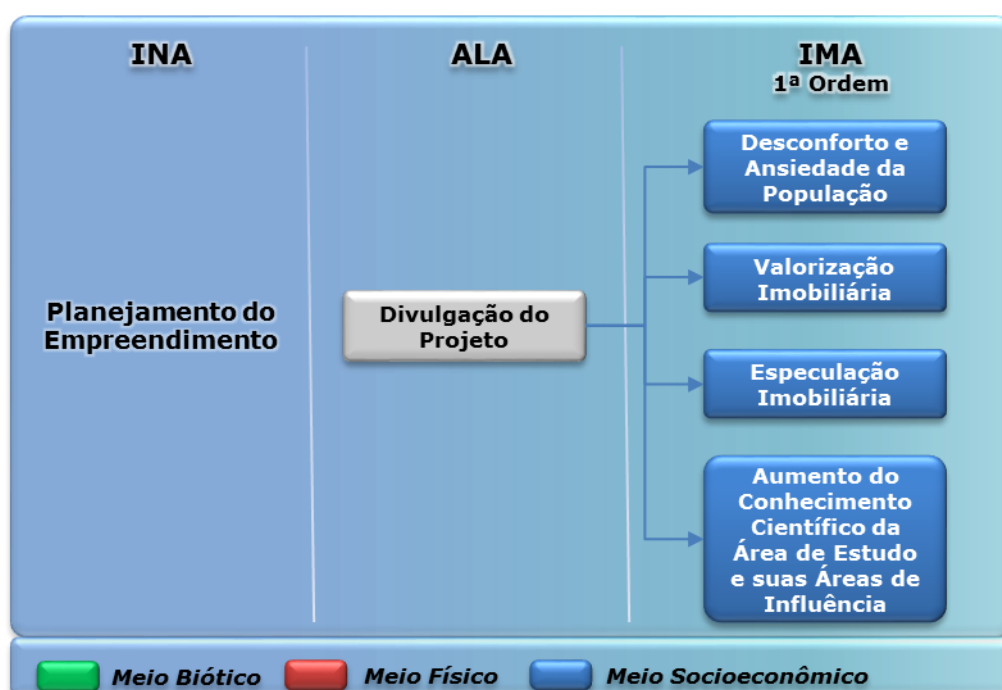 INA
ALA
IMA
1ª Ordem
Planejamento do
Empreendimento
Divulgação do
Projeto
Desconforto e
Ansiedade da
População
Valorização
Imobiliária
Especulação
Imobiliária
Aumento do
Conhecimento
Científico da
Área de Estudo
e suas Áreas de
Influência
Meio Biótico
Meio Físico
Meio Socioeconômico